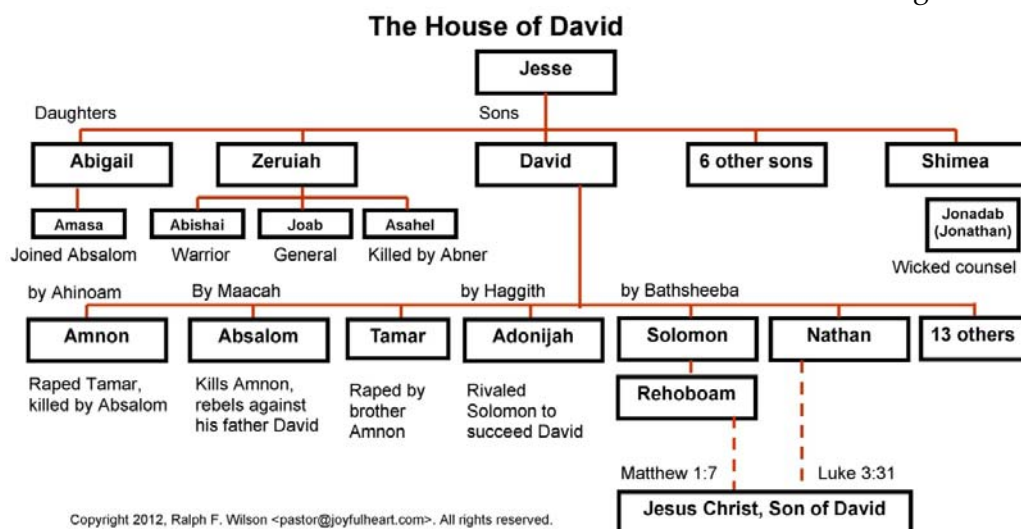 The House of David
Jesse
Daughters
Sons
Abigail
Zeruiah
David
6 other sons
Shimea
Amasa
Abishai
Joab
Asahel
Jonadab
(Jonathan)
Joined Absalom
Warrior
General
Killed by Abner
Wicked counsel
by Ahinoam
By Maacah
by Haggith
by Bathsheeba
Amnon
Absalom
Tamar
Adonijah
Solomon
Nathan
13 others
Raped Tamar,
killed by Absalom
Kills Amnon,
rebels against
his father David
Raped by
brother
Amnon
Rivaled
Solomon to
succeed David
Rehoboam
Matthew 1:7
Luke 3:31
Jesus Christ, Son of David
Copyright 2012, Ralph F. Wilson <pastor@joyfulheart.com>. All rights reserved.